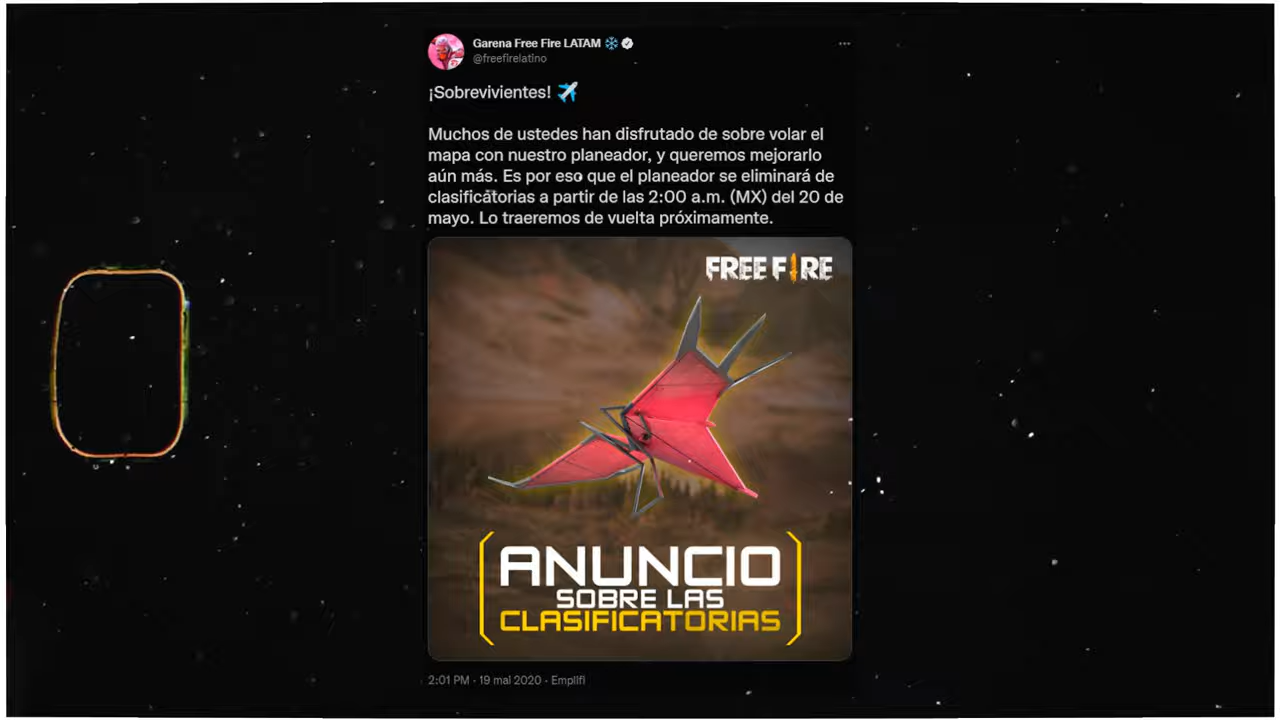 Garena Free Fire LATAM
@freefirelatino
¡Sobrevivientes!
Muchos de ustedes han disfrutado de sobre volar el
mapa con nuestro planeador, y queremos mejorarlo
aún más. Es por eso que el planeador se eliminará de
clasificatorias a partir de las 2:00 a.m. (MX) del 20 de
mayo. Lo traeremos de vuelta próximamente.
FREE FIRE
ANUNCIO
SOBRE LAS
CLASIFICATORIAS
2:01 PM · 19 mai 2020 · Emplifi